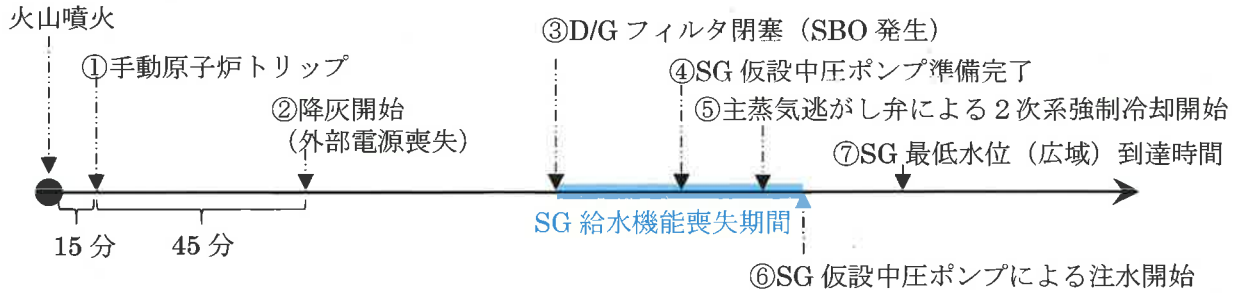 火山噴火
①手動原子炉トリップ
②降灰開始
(外部電源喪失)
③D/G フィルタ閉塞（SBO 発生）
④SG 仮設中圧ポンプ準備完了
⑤主蒸気逃がし弁による２次系強制冷却開始
⑦SG 最低水位（広域）到達時間
15 分
45 分
SG 給水機能喪失期間
⑥SG 仮設中圧ポンプによる注水開始